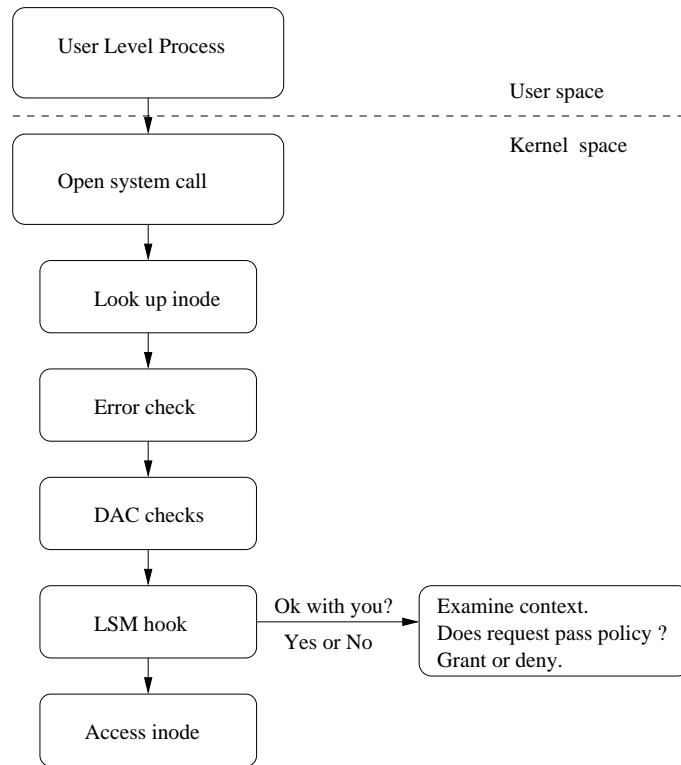 User Level Process
User space
Kernel space
Open system call
Look up inode
Error check
DAC checks
LSM hook
Ok with you?
Yes or No
Examine context.
Does request pass policy ?
Grant or deny.
Access inode